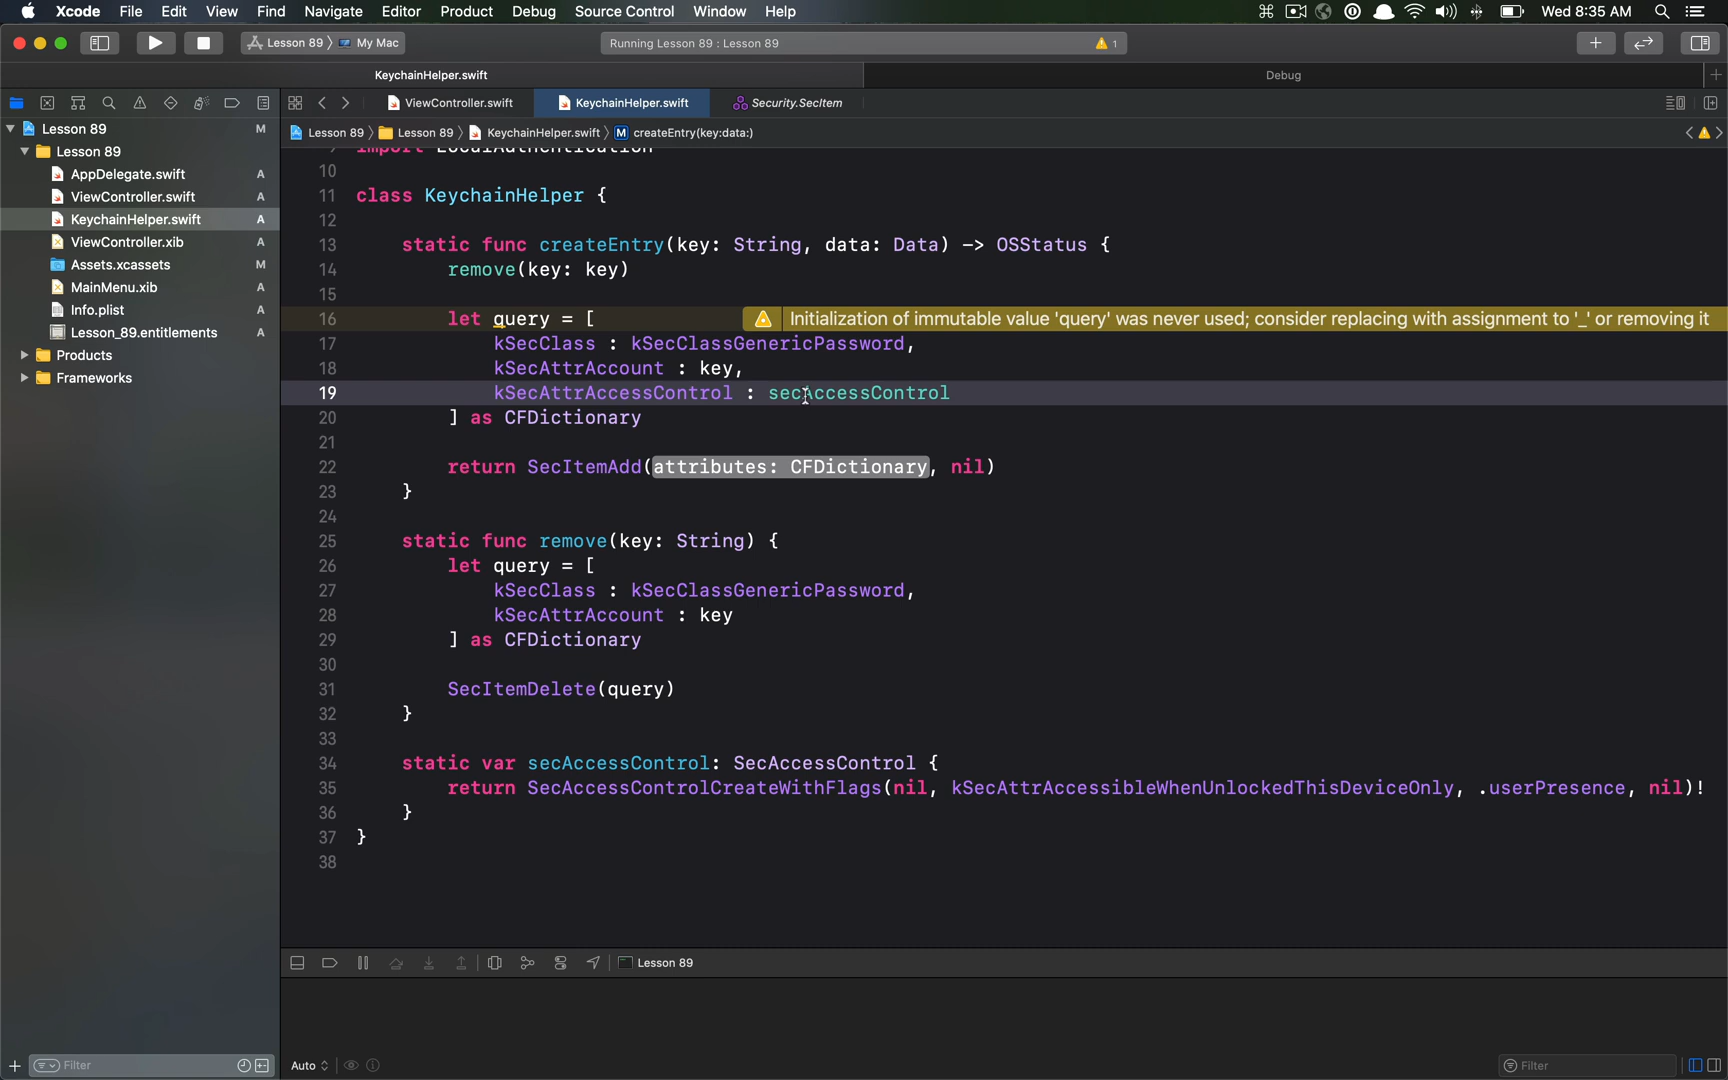 Xcode File Edit View Find Navigate Editor Product Debug Source Control Window Help Wed 8:35 AM
Lesson 89 〉 My Mac Running Lesson 89 : Lesson 89 1
KeychainHelper.swift Debug
ViewController.swift KeychainHelper.swift Security.SecItem
Lesson 89 〉 Lesson 89 〉 KeychainHelper.swift 〉 M createEntry(key:data:)
Lesson 89 M
Lesson 89
AppDelegate.swift A
ViewController.swift A
KeychainHelper.swift A
ViewController.xib A
Assets.xcassets M
MainMenu.xib A
Info.plist A
Lesson_89.entitlements A
Products
Frameworks
9 import LocalAuthentication
10
11 class KeychainHelper {
12
13 static func createEntry(key: String, data: Data) -> OSStatus {
14 remove(key: key)
15
16 let query = [ Initialization of immutable value 'query' was never used; consider replacing with assignment to '_' or removing it
17 kSecClass : kSecClassGenericPassword,
18 kSecAttrAccount : key,
19 kSecAttrAccessControl : secAccessControl
20 ] as CFDictionary
21
22 return SecItemAdd(attributes: CFDictionary, nil)
23 }
24
25 static func remove(key: String) {
26 let query = [
27 kSecClass : kSecClassGenericPassword,
28 kSecAttrAccount : key
29 ] as CFDictionary
30
31 SecItemDelete(query)
32 }
33
34 static var secAccessControl: SecAccessControl {
35 return SecAccessControlCreateWithFlags(nil, kSecAttrAccessibleWhenUnlockedThisDeviceOnly, .userPresence, nil)!
36 }
37 }
38
Lesson 89
Filter Auto Filter